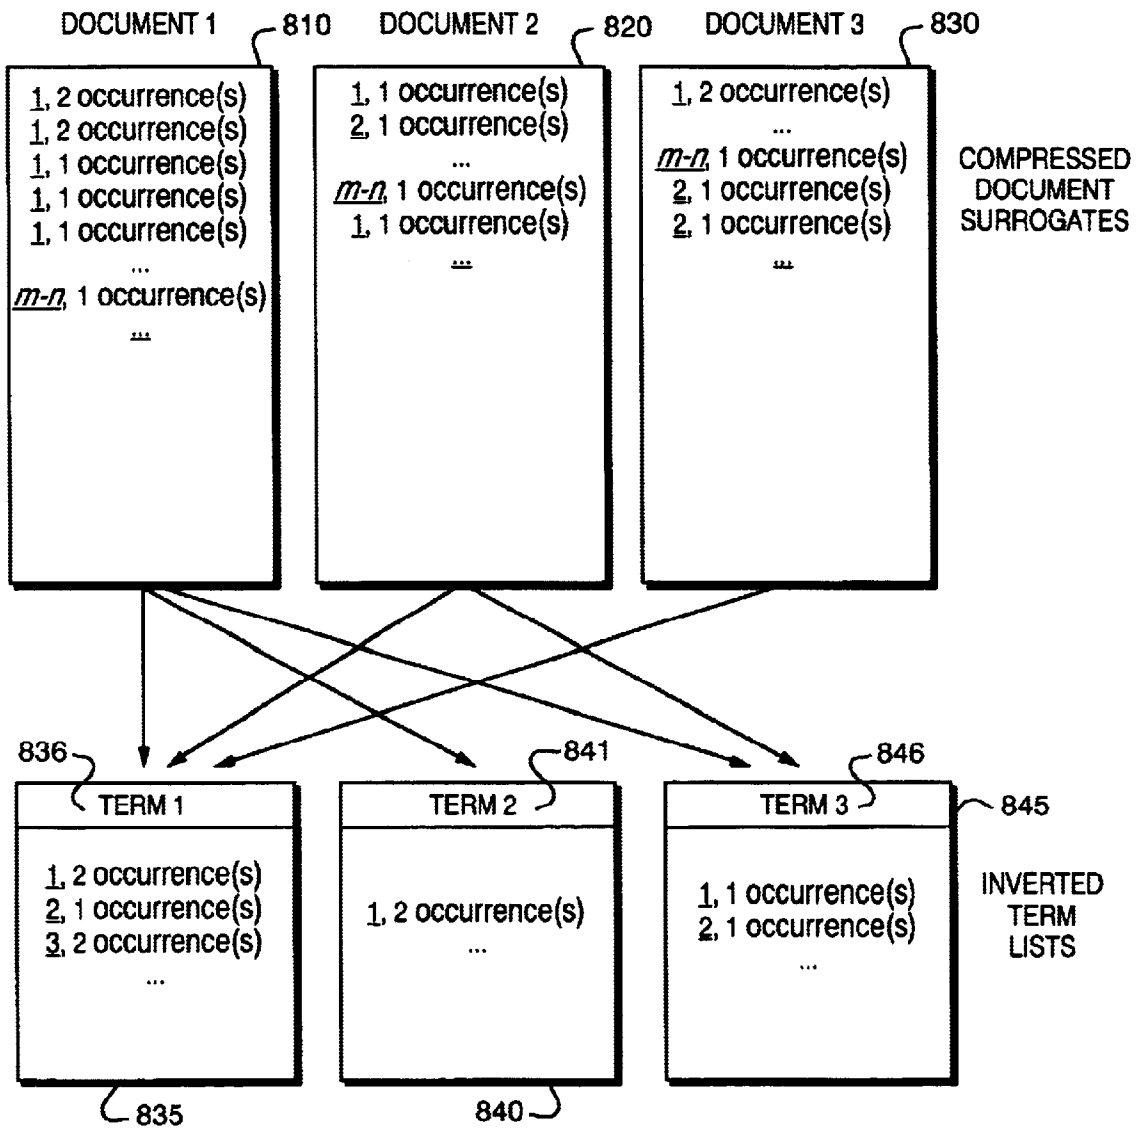 DOCUMENT 1
810
DOCUMENT 2
820
DOCUMENT 3
830
1, 2 occurrence(s)
1, 2 occurrence(s)
1, 1 occurrence(s)
1, 1 occurrence(s)
1, 1 occurrence(s)
...
m-n, 1 occurrence(s)
...
1, 1 occurrence(s)
2, 1 occurrence(s)
...
m-n, 1 occurrence(s)
1, 1 occurrence(s)
...
1, 2 occurrence(s)
...
m-n, 1 occurrence(s)
2, 1 occurrence(s)
2, 1 occurrence(s)
...
COMPRESSED
DOCUMENT
SURROGATES
836
TERM 1
1, 2 occurrence(s)
2, 1 occurrence(s)
3, 2 occurrence(s)
...
835
841
TERM 2
1, 2 occurrence(s)
...
840
846
TERM 3
845
1, 1 occurrence(s)
2, 1 occurrence(s)
...
INVERTED
TERM
LISTS